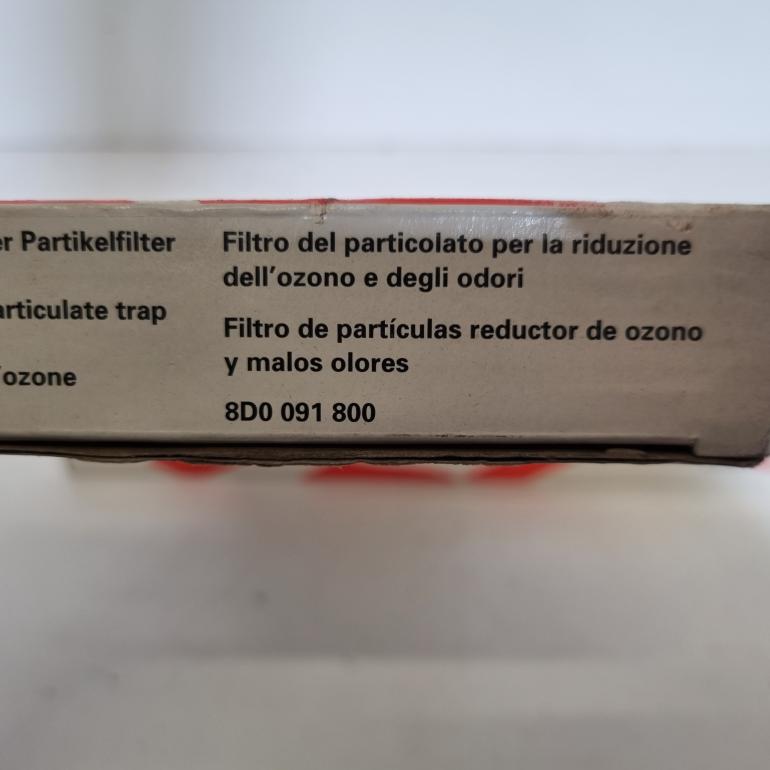 er Partikelfilter
articulate trap
'ozone
Filtro del particolato per la riduzione
dell'ozono e degli odori
Filtro de partículas reductor de ozono
y malos olores
8D0 091 800